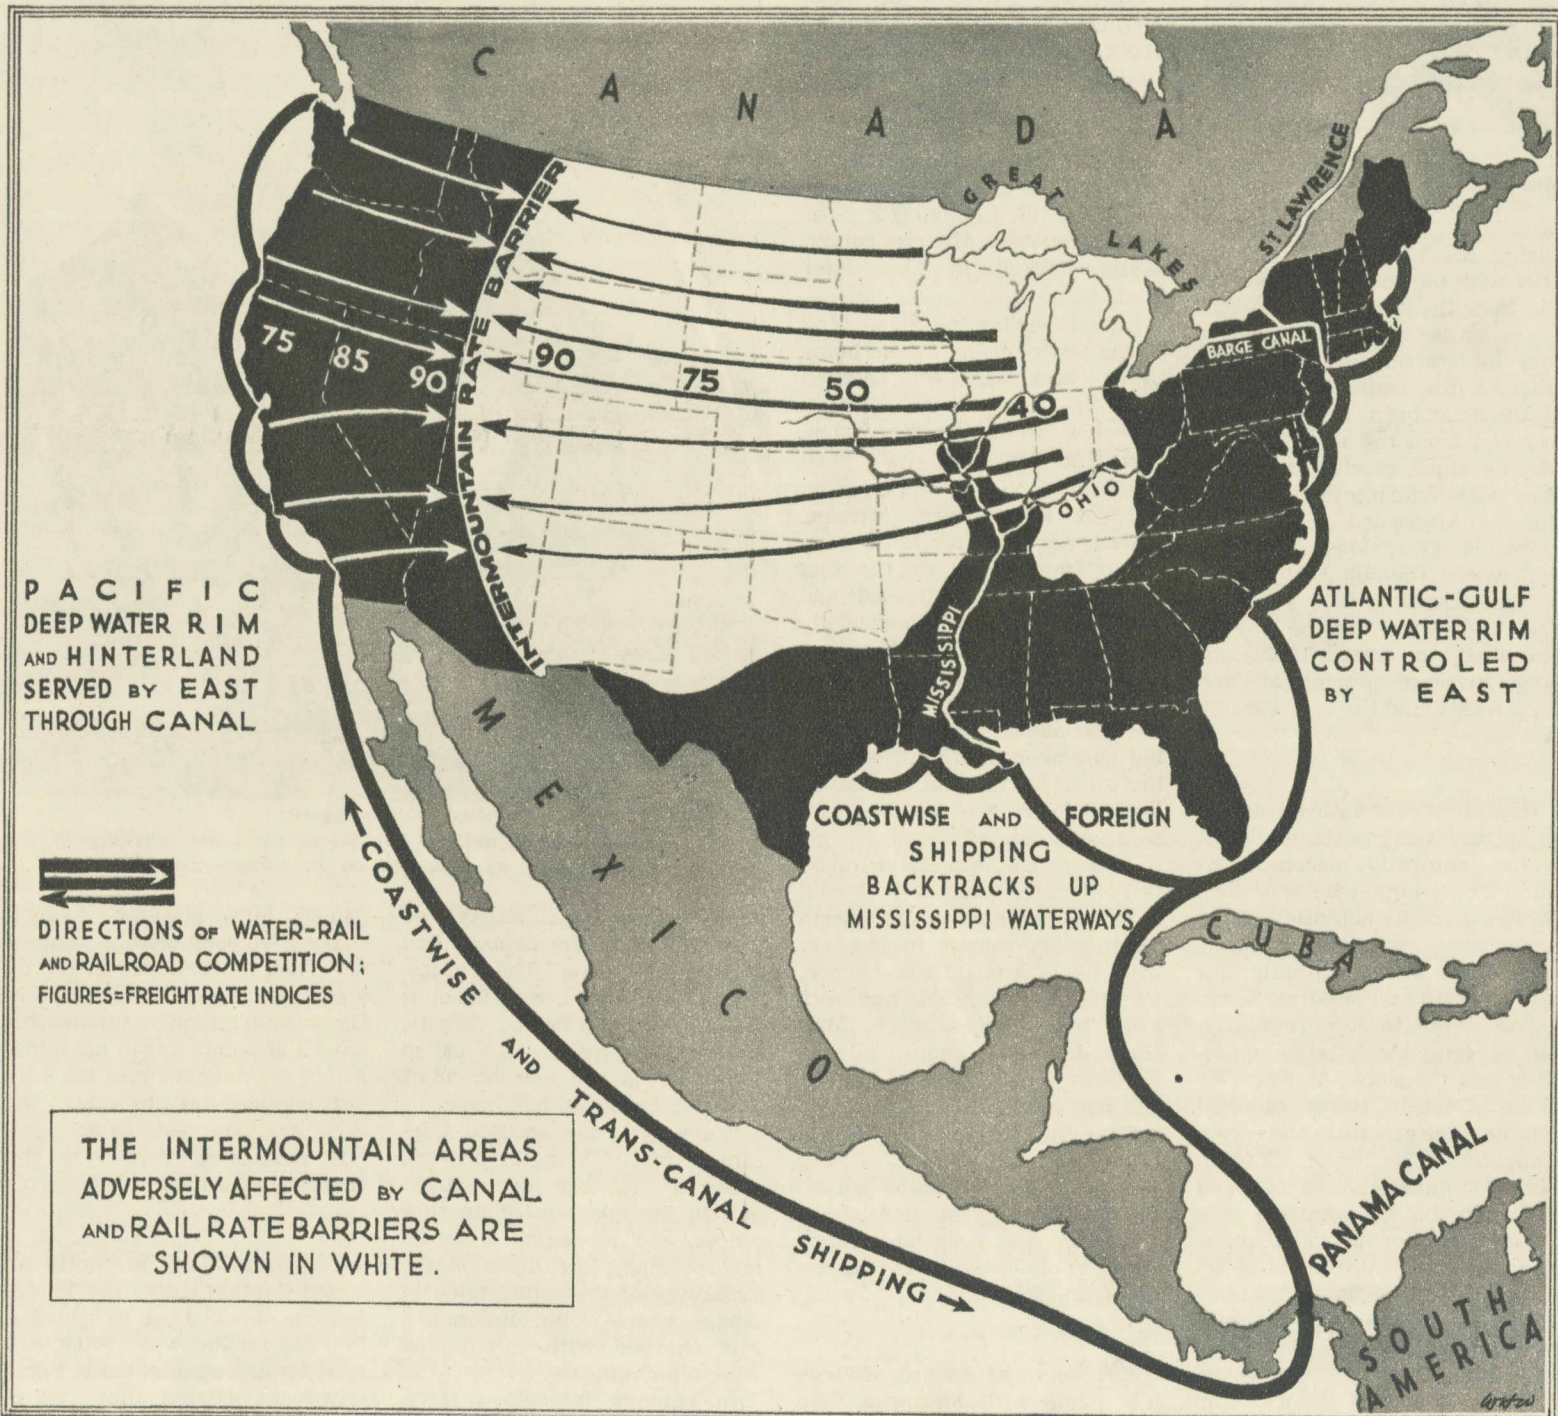 CANADA
GREAT
LAKES
ST LAWRENCE
BARGE CANAL
INTERMOUNTAIN RATE BARRIER
75
85
90
90
75
50
40
OHIO
MISSISSIPPI
PACIFIC
DEEP WATER RIM
AND HINTERLAND
SERVED BY EAST
THROUGH CANAL
ATLANTIC-GULF
DEEP WATER RIM
CONTROLED
BY EAST
MEXICO
COASTWISE AND FOREIGN
SHIPPING
BACKTRACKS UP
MISSISSIPPI WATERWAYS
CUBA
DIRECTIONS OF WATER-RAIL
AND RAILROAD COMPETITION;
FIGURES=FREIGHT RATE INDICES
COASTWISE AND TRANS-CANAL SHIPPING
THE INTERMOUNTAIN AREAS
ADVERSELY AFFECTED BY CANAL
AND RAIL RATE BARRIERS ARE
SHOWN IN WHITE.
PANAMA CANAL
SOUTH
AMERICA